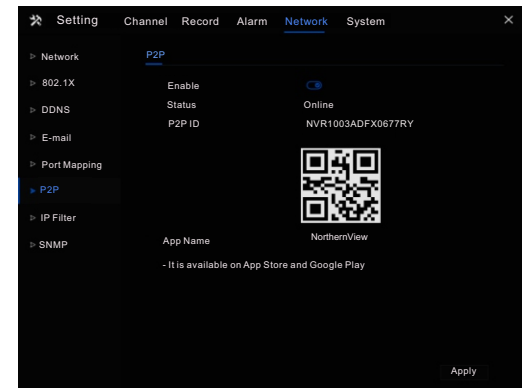 Setting Channel Record Alarm Network System
Network
802.1X
DDNS
E-mail
Port Mapping
P2P
IP Filter
SNMP
P2P
Enable
Status Online
P2P ID NVR1003ADFX0677RY
App Name NorthernView
- It is available on App Store and Google Play
Apply